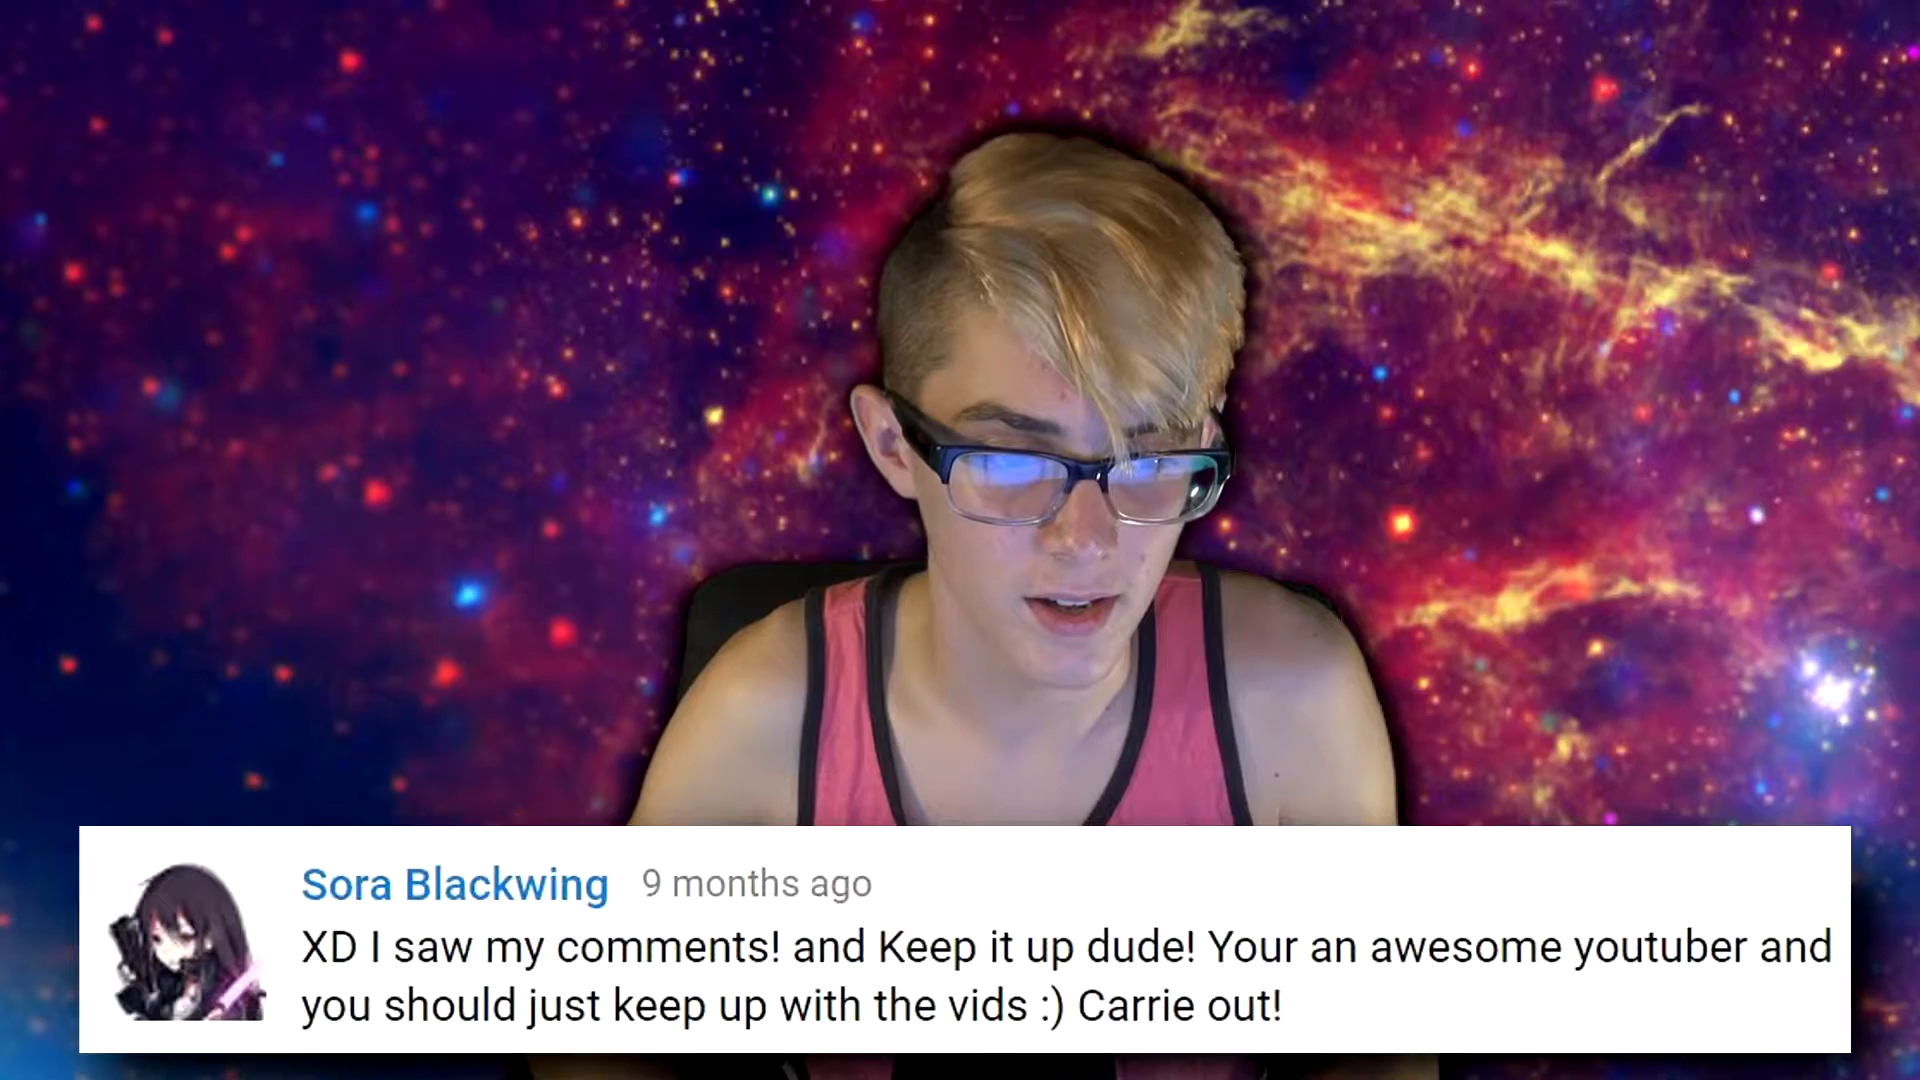 Sora Blackwing 9 months ago
XD I saw my comments! and Keep it up dude! Your an awesome youtuber and
you should just keep up with the vids :) Carrie out!